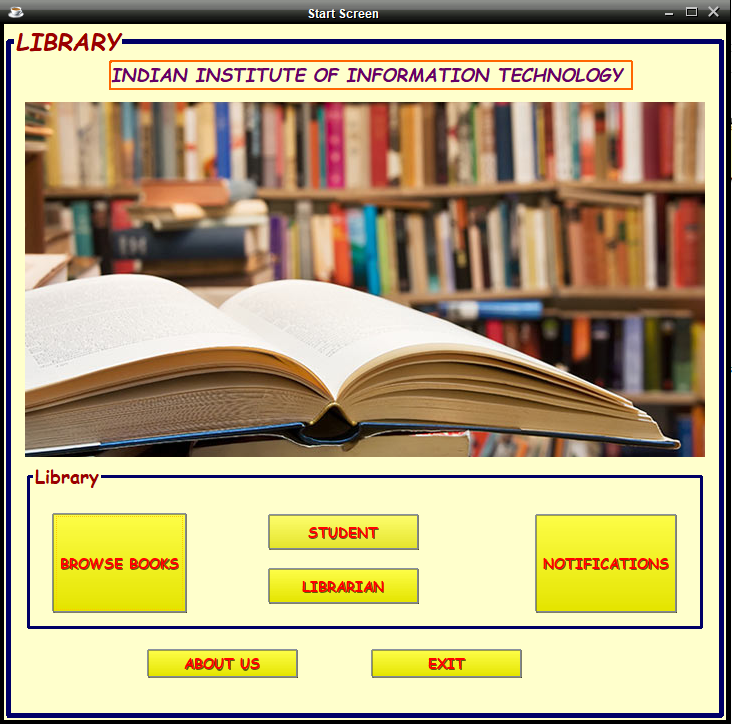 Start Screen
LIBRARY
INDIAN INSTITUTE OF INFORMATION TECHNOLOGY
Library
BROWSE BOOKS
STUDENT
LIBRARIAN
NOTIFICATIONS
ABOUT US
EXIT